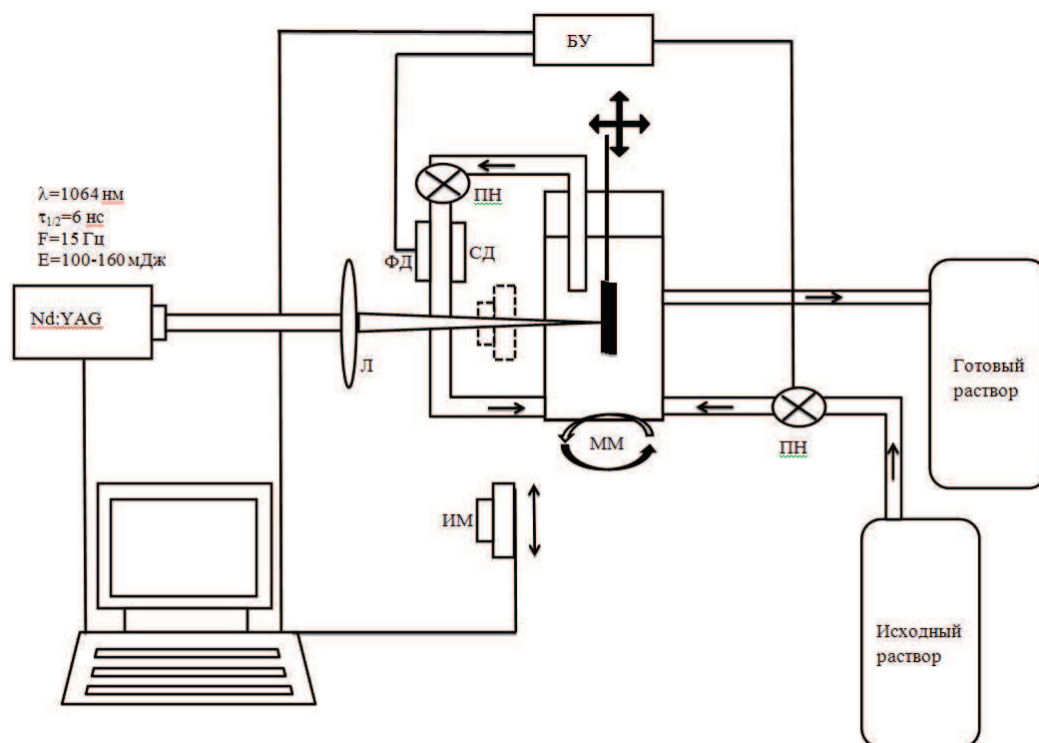 БУ
λ=1064 нм
τ1/2=6 нс
F=15 Гц
E=100-160 мДж
ПН
ФД
СД
Nd:YAG
Л
Готовый
раствор
ММ
ПН
ИМ
Исходный
раствор